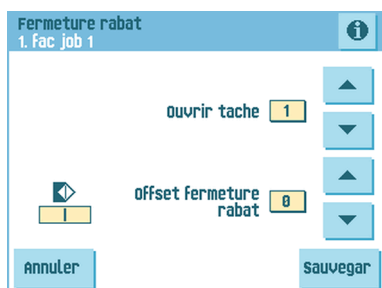 Fermeture rabat
1. Fac job 1
Ouvrir tache 1
Offset fermeture
rabat 0
Annuler
Sauvegar